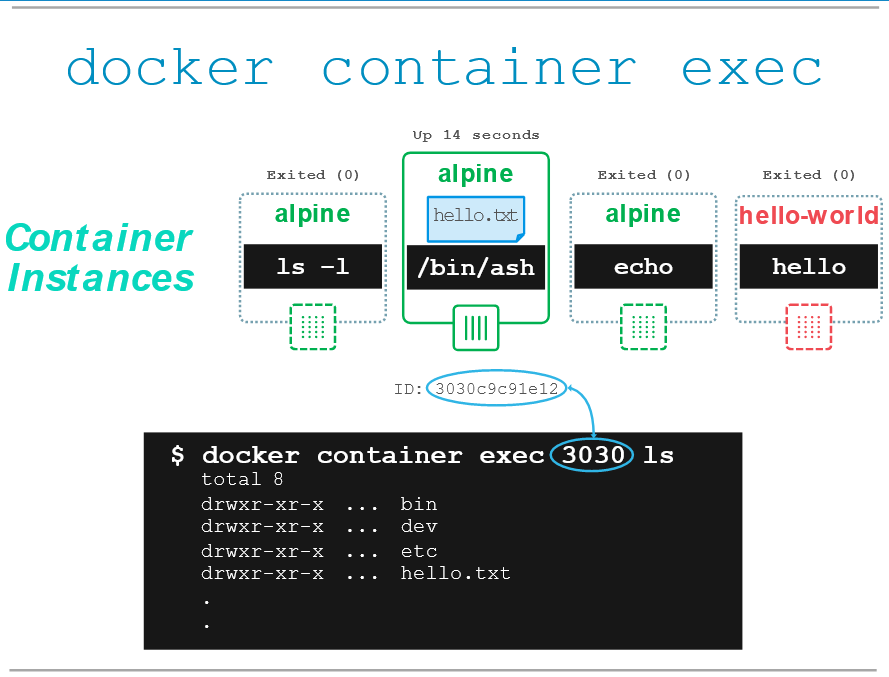 docker container exec
Up 14 seconds
Exited (0)
alpine
Exited (0)
Exited (0)
alpine
hello.txt
alpine
hello-world
Container
Instances
ls -l
/bin/ash
echo
hello
ID: 3030c9c91e12
$ docker container exec 3030 ls
total 8
drwxr-xr-x ... bin
drwxr-xr-x ... dev
drwxr-xr-x ... etc
drwxr-xr-x ... hello.txt
.
.